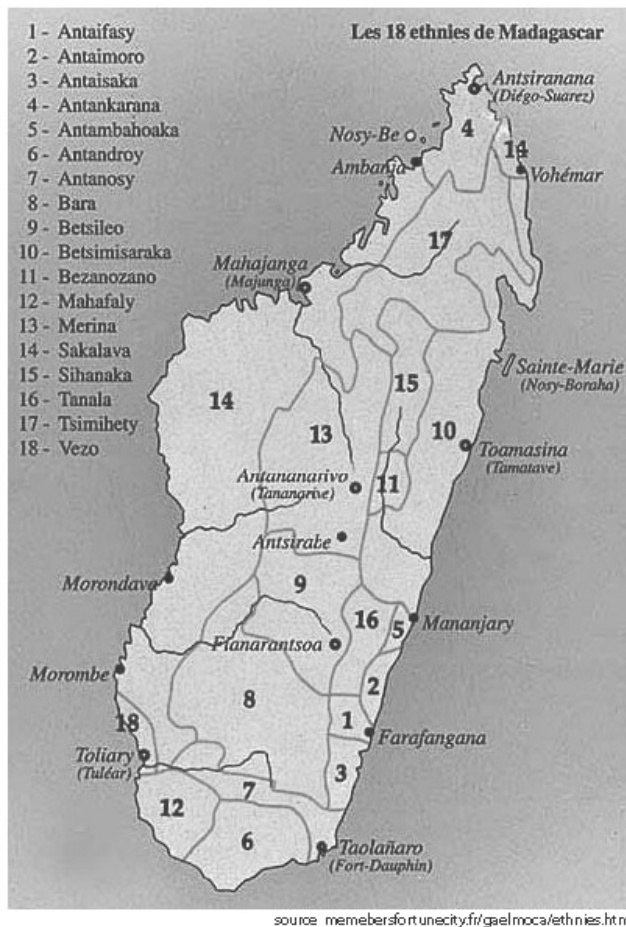 Les 18 ethnies de Madagascar
1 - Antaifasy
2 - Antaimoro
3 - Antaisaka
4 - Antankarana
5 - Antambahoaka
6 - Antandroy
7 - Antanosy
8 - Bara
9 - Betsileo
10 - Betsimisaraka
11 - Bezanozano
12 - Mahafaly
13 - Merina
14 - Sakalava
15 - Sihanaka
16 - Tanala
17 - Tsimihety
18 - Vezo
Antsiranana
(Diégo-Suarez)
4
Nosy-Be
14
Ambanja
Vohémar
17
Mahajanga
(Majunga)
Sainte-Marie
(Nosy-Boraha)
15
14
13
10
Toamasina
(Tamatave)
Antananarivo
(Tananarive)
11
Antsirabe
Morondava
9
16
5
Mananjary
Fianarantsoa
Morombe
2
8
18
1
Farafangana
Toliary
(Tuléar)
3
7
12
6
Taolañaro
(Fort-Dauphin)
source memebersfortunecity.fr/gaelmoca/ethnies.htm